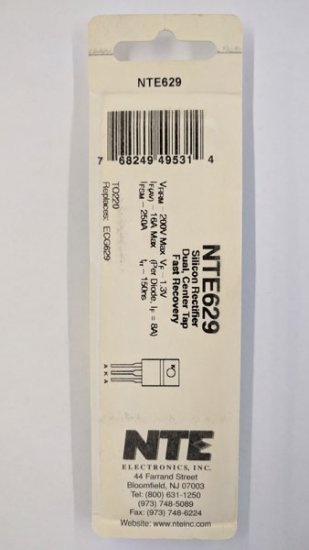 NTE629
7 68249 49531 4
NTE629
Silicon Rectifier
Dual, Center Tap
Fast Recovery
VRRM – 200V Max VF – 1.3V
IF(AV) – 16A Max (Per Diode, IF = 8A)
IFSM – 250A trr – 150ns
TO220
Replaces: ECG629
A K A
NTE
ELECTRONICS, INC.
44 Farrand Street
Bloomfield, NJ 07003
Tel: (800) 631-1250
(973) 748-5089
Fax: (973) 748-6224
Website: www.nteinc.com